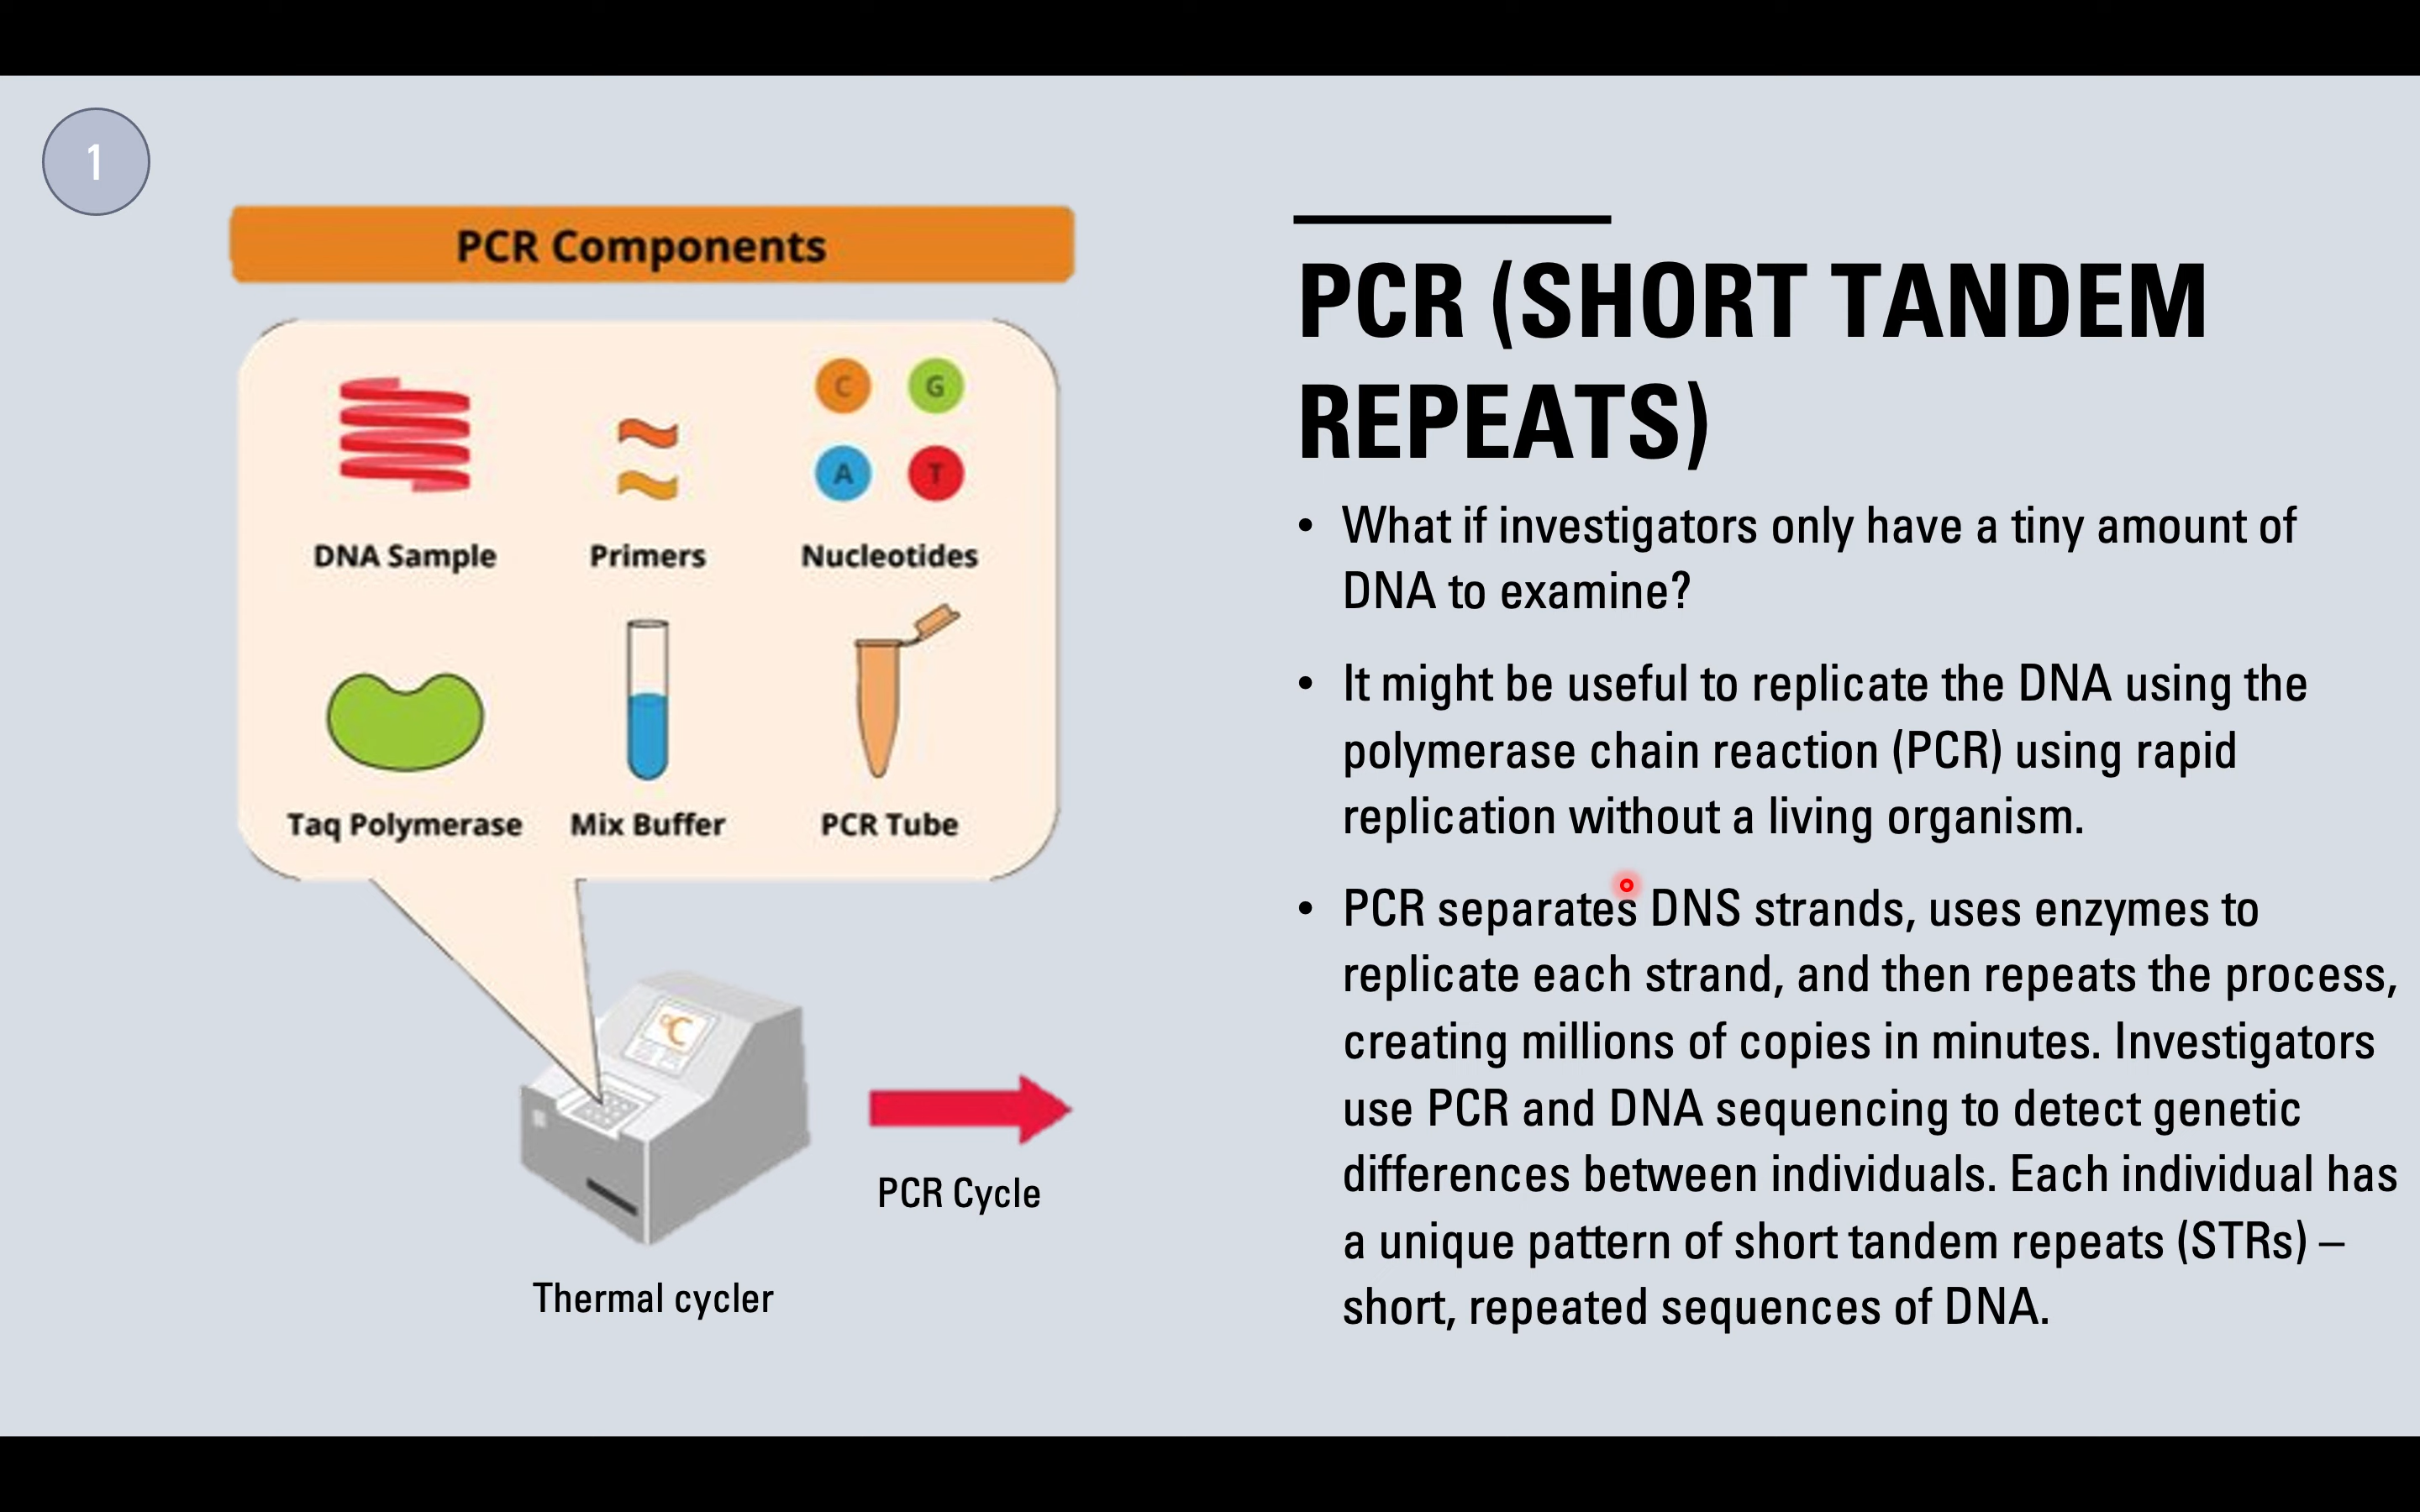 1
PCR Components
C G
A T
DNA Sample Primers Nucleotides
Taq Polymerase Mix Buffer PCR Tube
°C
PCR Cycle
Thermal cycler
PCR (SHORT TANDEM
REPEATS)
• What if investigators only have a tiny amount of
DNA to examine?
• It might be useful to replicate the DNA using the
polymerase chain reaction (PCR) using rapid
replication without a living organism.
• PCR separates DNS strands, uses enzymes to
replicate each strand, and then repeats the process,
creating millions of copies in minutes. Investigators
use PCR and DNA sequencing to detect genetic
differences between individuals. Each individual has
a unique pattern of short tandem repeats (STRs) –
short, repeated sequences of DNA.